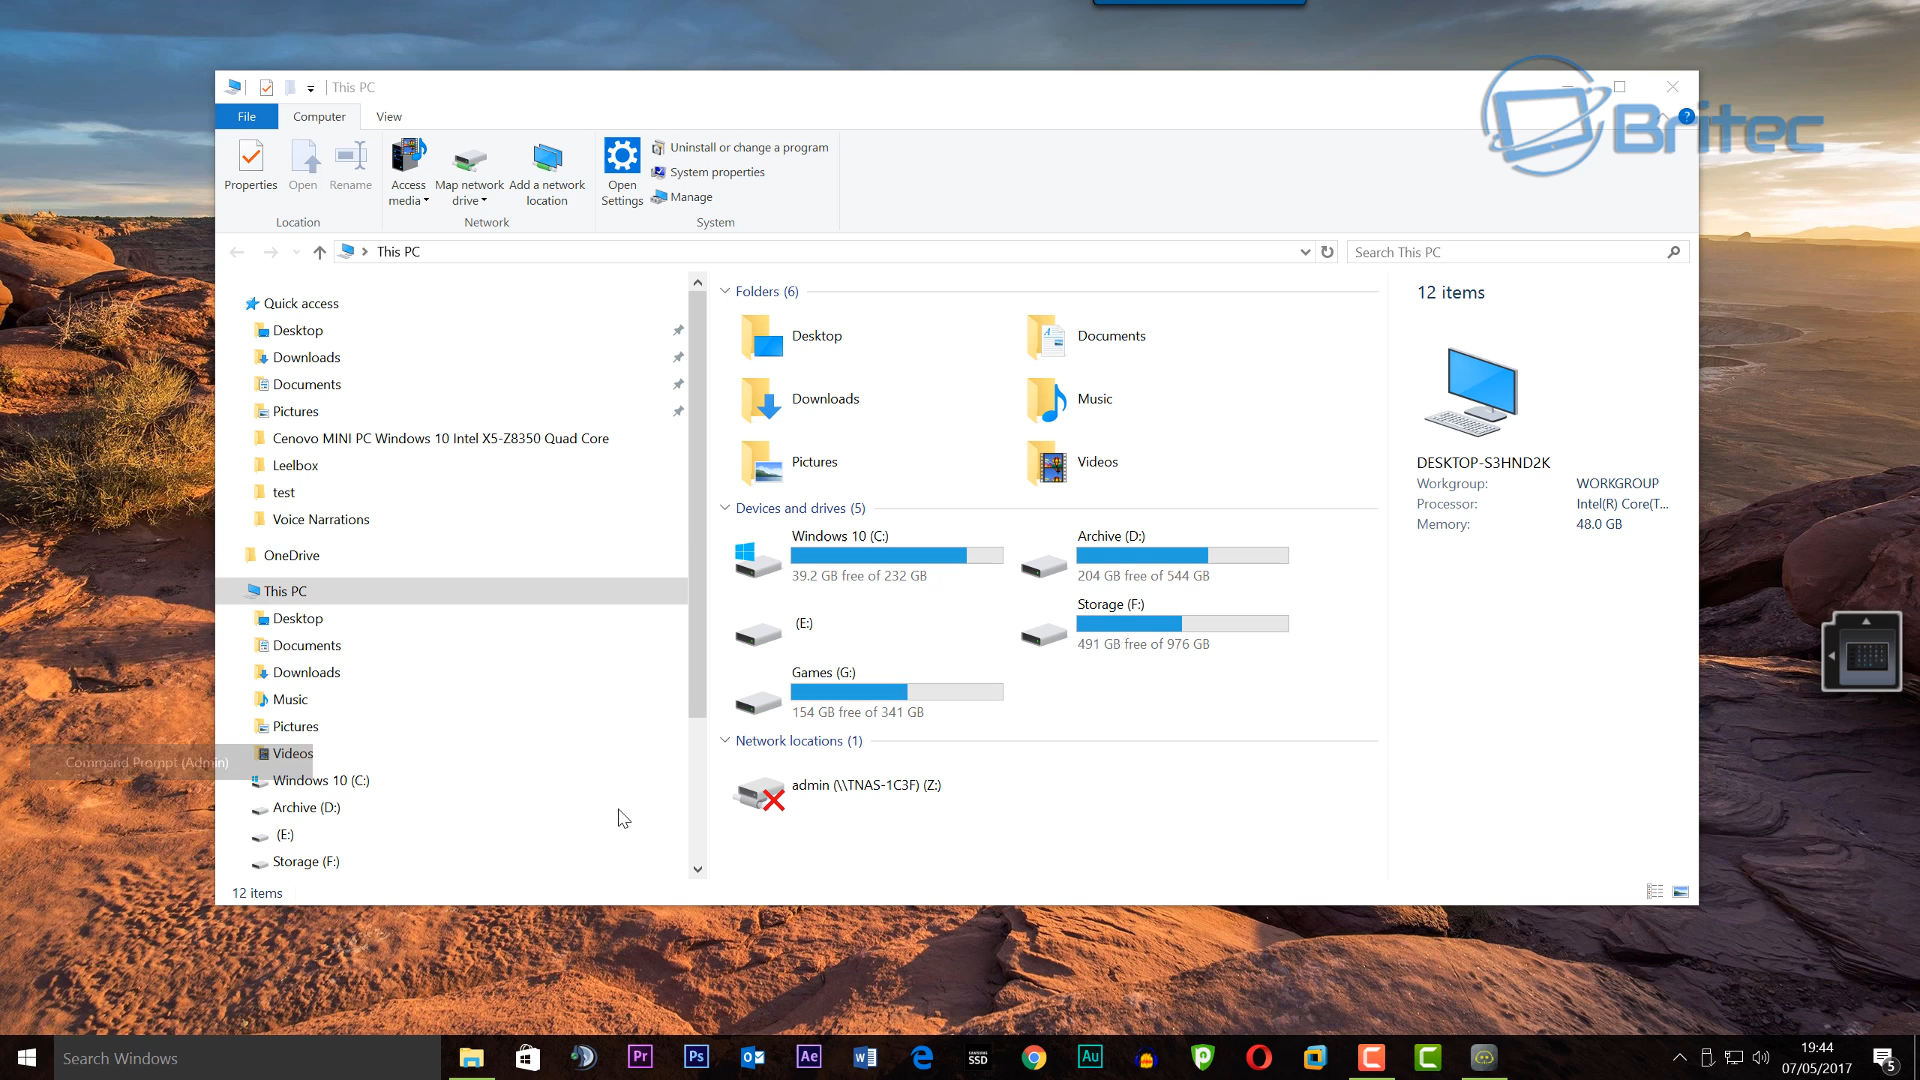 This PC
Britec
File Computer View
?
Properties Open Rename
Access media
Map network drive
Add a network location
Open Settings
Uninstall or change a program
System properties
Manage
Location Network System
This PC
Search This PC
Quick access
Desktop
Downloads
Documents
Pictures
Cenovo MINI PC Windows 10 Intel X5-Z8350 Quad Core
Leelbox
test
Voice Narrations
OneDrive
This PC
Desktop
Documents
Downloads
Music
Pictures
Videos
Command Prompt (Admin)
Windows 10 (C:)
Archive (D:)
(E:)
Storage (F:)
12 items
Folders (6)
Desktop
Documents
Downloads
Music
Pictures
Videos
Devices and drives (5)
Windows 10 (C:)
39.2 GB free of 232 GB
Archive (D:)
204 GB free of 544 GB
(E:)
Storage (F:)
491 GB free of 976 GB
Games (G:)
154 GB free of 341 GB
Network locations (1)
admin (\\TNAS-1C3F) (Z:)
12 items
DESKTOP-S3HND2K
Workgroup: WORKGROUP
Processor: Intel(R) Core(T...
Memory: 48.0 GB
Search Windows
Pr
Ps
Ae
SSD
Au
19:44
07/05/2017
5